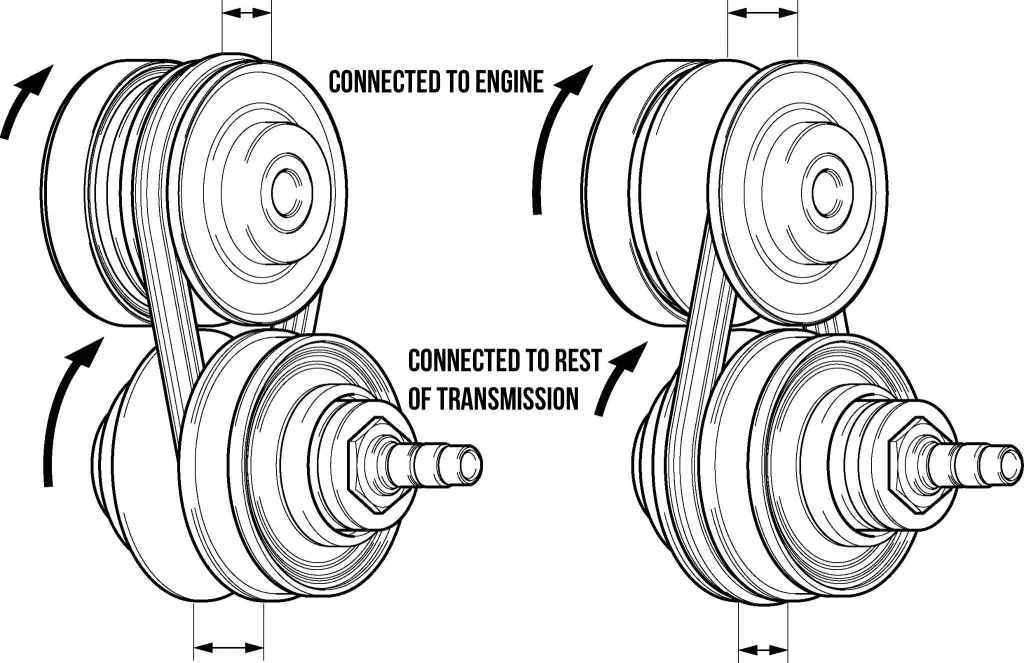 CONNECTED TO ENGINE
CONNECTED TO REST
OF TRANSMISSION